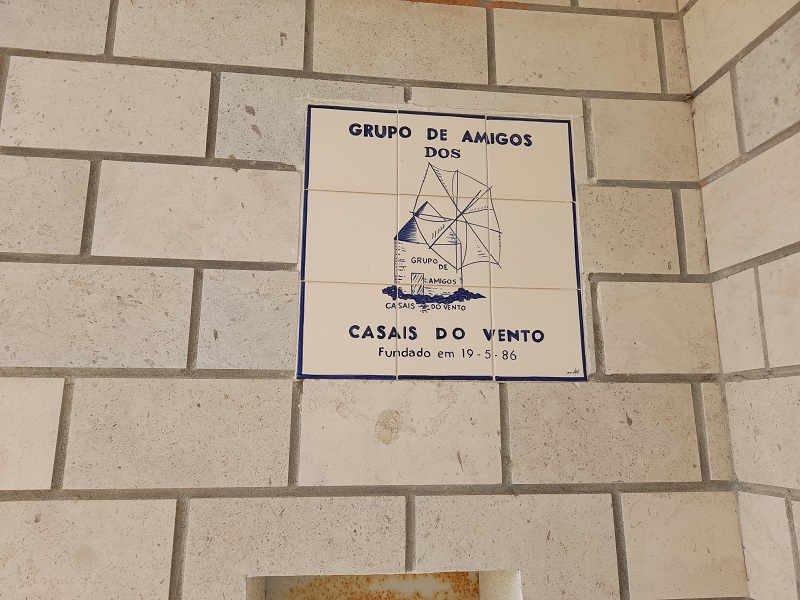 GRUPO DE AMIGOS
DOS
GRUPO
DE
AMIGOS
CASAIS DO VENTO
CASAIS DO VENTO
Fundado em 19-5-86